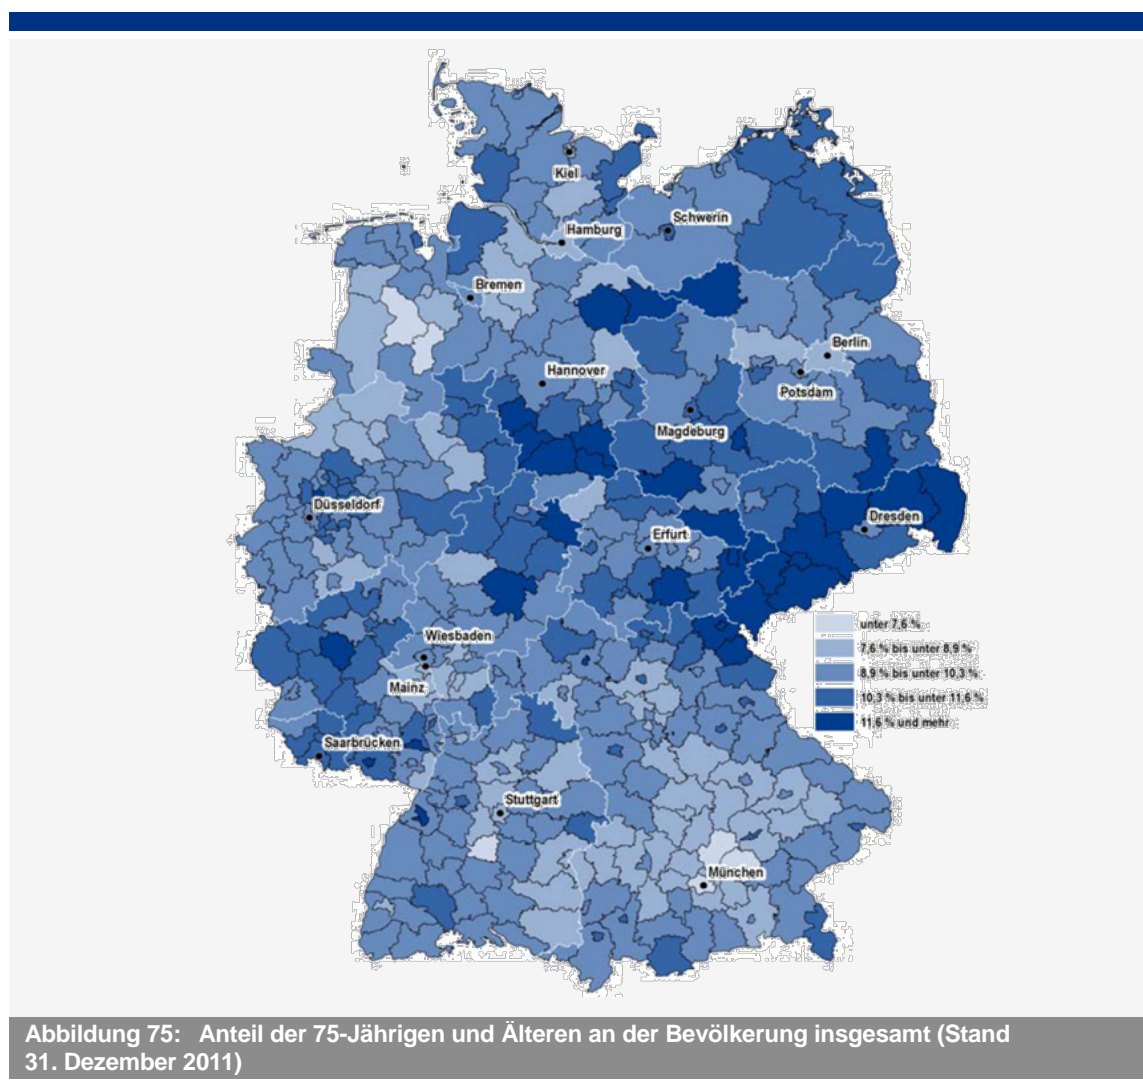 Kiel
Schwerin
Hamburg
Bremen
Berlin
Hannover
Potsdam
Magdeburg
Düsseldorf
Dresden
Erfurt
unter 7,6 %
Wiesbaden
7,6 % bis unter 8,9 %
8,9 % bis unter 10,3 %
Mainz
10,3 % bis unter 11,6 %
11,6 % und mehr
Saarbrücken
Stuttgart
München
Abbildung 75: Anteil der 75-Jährigen und Älteren an der Bevölkerung insgesamt (Stand
31. Dezember 2011)